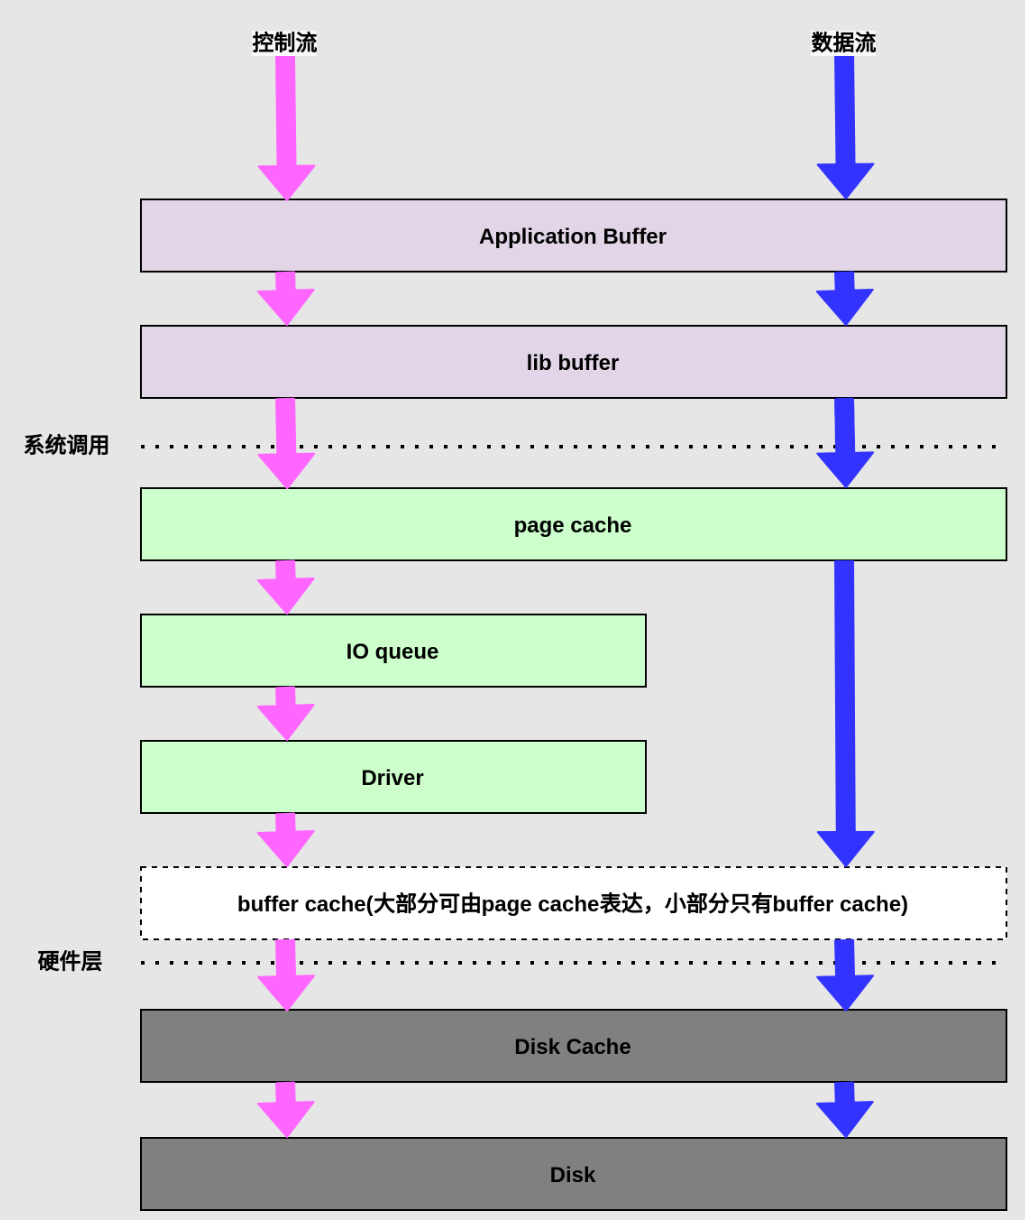 控制流
数据流
Application Buffer
lib buffer
系统调用
page cache
IO queue
Driver
buffer cache(大部分可由page cache表达，小部分只有buffer cache)
硬件层
Disk Cache
Disk